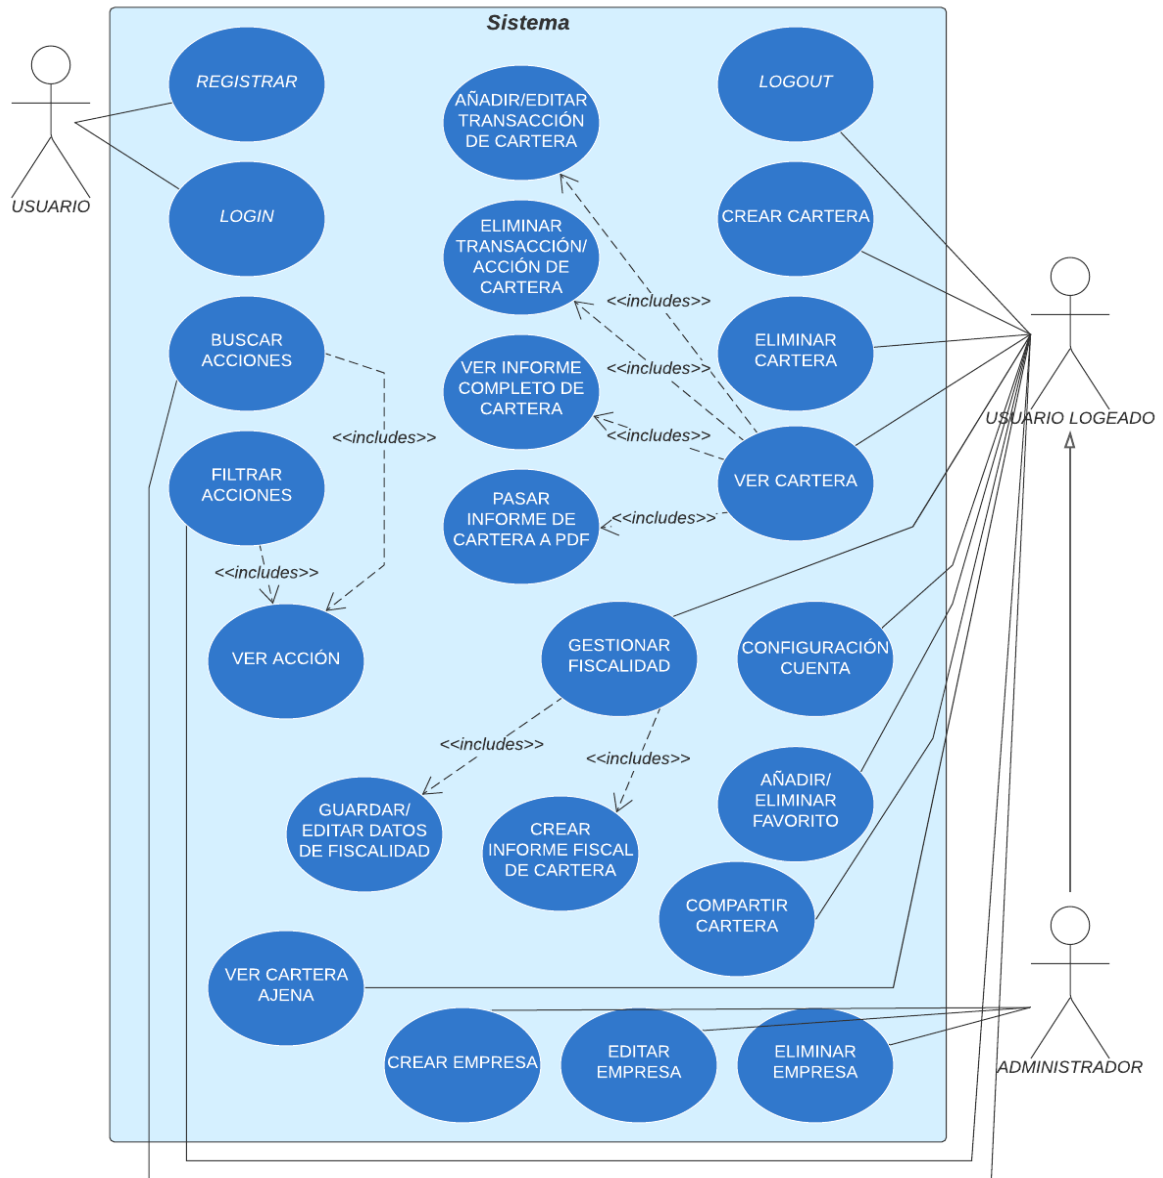 Sistema
REGISTRAR
LOGIN
USUARIO
BUSCAR
ACCIONES
FILTRAR
ACCIONES
<<includes>>
<<includes>>
VER ACCIÓN
AÑADIR/EDITAR
TRANSACCIÓN
DE CARTERA
ELIMINAR
TRANSACCIÓN/
ACCIÓN DE
CARTERA
VER INFORME
COMPLETO DE
CARTERA
PASAR
INFORME DE
CARTERA A PDF
<<includes>>
<<includes>>
<<includes>>
<<includes>>
LOGOUT
CREAR CARTERA
ELIMINAR
CARTERA
VER CARTERA
USUARIO LOGEADO
GESTIONAR
FISCALIDAD
CONFIGURACIÓN
CUENTA
<<includes>>
<<includes>>
GUARDAR/
EDITAR DATOS
DE FISCALIDAD
CREAR
INFORME FISCAL
DE CARTERA
AÑADIR/
ELIMINAR
FAVORITO
COMPARTIR
CARTERA
VER CARTERA
AJENA
CREAR EMPRESA
EDITAR
EMPRESA
ELIMINAR
EMPRESA
ADMINISTRADOR